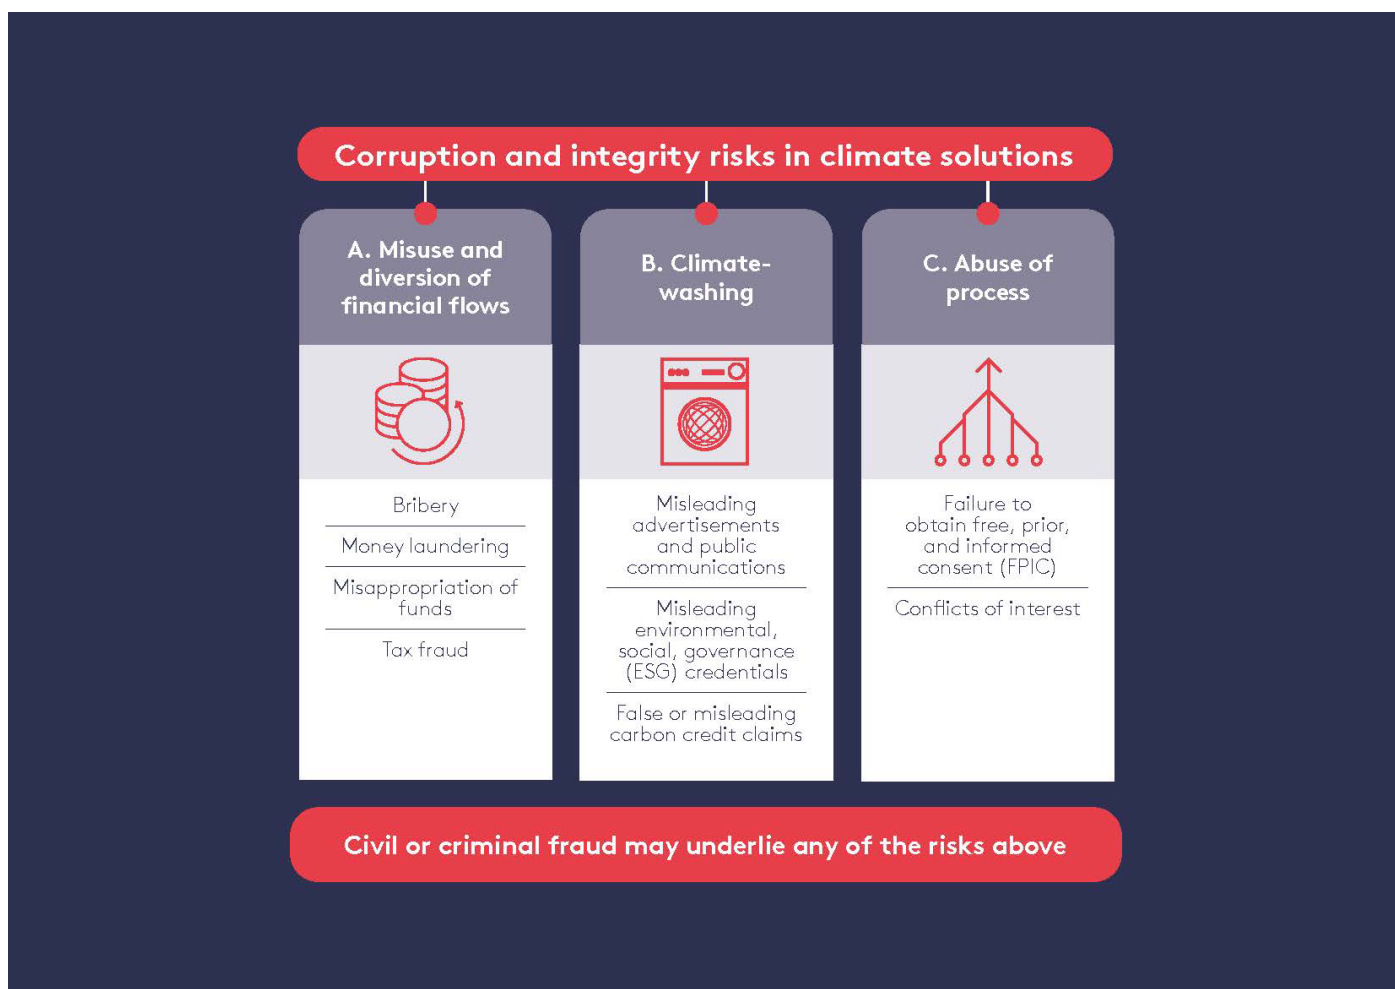 Corruption and integrity risks in climate solutions
A. Misuse and
diversion of
financial flows
Bribery
Money laundering
Misappropriation of
funds
Tax fraud
B. Climate-
washing
Misleading
advertisements
and public
communications
Misleading
environmental,
social, governance
(ESG) credentials
False or misleading
carbon credit claims
C. Abuse of
process
Failure to
obtain free, prior,
and informed
consent (FPIC)
Conflicts of interest
Civil or criminal fraud may underlie any of the risks above